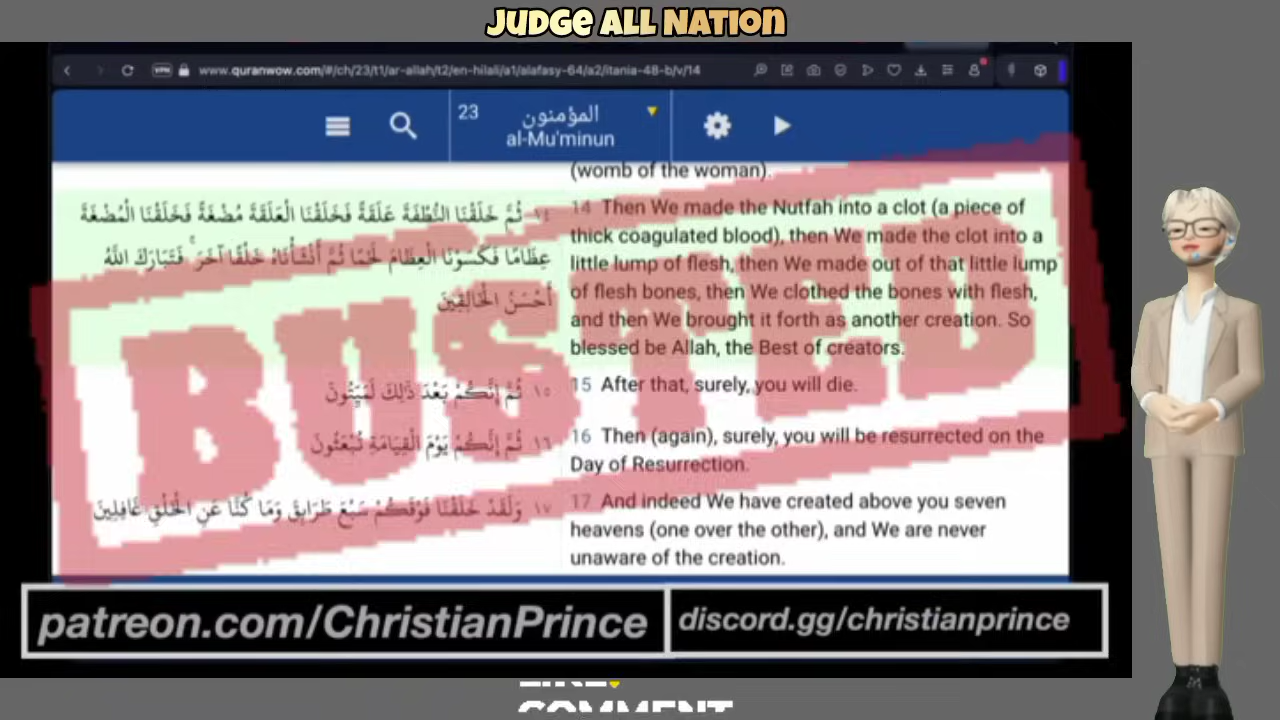 JUDGE ALL NATION
www.quranwow.com/#/ch/23/t1/ar-allah/t2/en-hilali/a1/alafasy-64/a2/itania-48-b/v/14
VPN
23
المؤمنون
al-Mu'minun
(womb of the woman).
١٤ ثُمَّ خَلَقْنَا النُّطْفَةَ عَلَقَةً فَخَلَقْنَا الْعَلَقَةَ مُضْغَةً فَخَلَقْنَا الْمُضْغَةَ
عِظَامًا فَكَسَوْنَا الْعِظَامَ لَحْمًا ثُمَّ أَنْشَأْنَاهُ خَلْقًا آخَرَ ۚ فَتَبَارَكَ اللَّهُ
أَحْسَنُ الْخَالِقِينَ
14 Then We made the Nutfah into a clot (a piece of
thick coagulated blood), then We made the clot into a
little lump of flesh, then We made out of that little lump
of flesh bones, then We clothed the bones with flesh,
and then We brought it forth as another creation. So
blessed be Allah, the Best of creators.
١٥ ثُمَّ إِنَّكُمْ بَعْدَ ذَٰلِكَ لَمَيِّتُونَ
15 After that, surely, you will die.
١٦ ثُمَّ إِنَّكُمْ يَوْمَ الْقِيَامَةِ تُبْعَثُونَ
16 Then (again), surely, you will be resurrected on the
Day of Resurrection.
١٧ وَلَقَدْ خَلَقْنَا فَوْقَكُمْ سَبْعَ طَرَائِقَ وَمَا كُنَّا عَنِ الْخَلْقِ غَافِلِينَ
17 And indeed We have created above you seven
heavens (one over the other), and We are never
unaware of the creation.
BUSTED
patreon.com/ChristianPrince
discord.gg/christianprince
LIKE
COMMENT